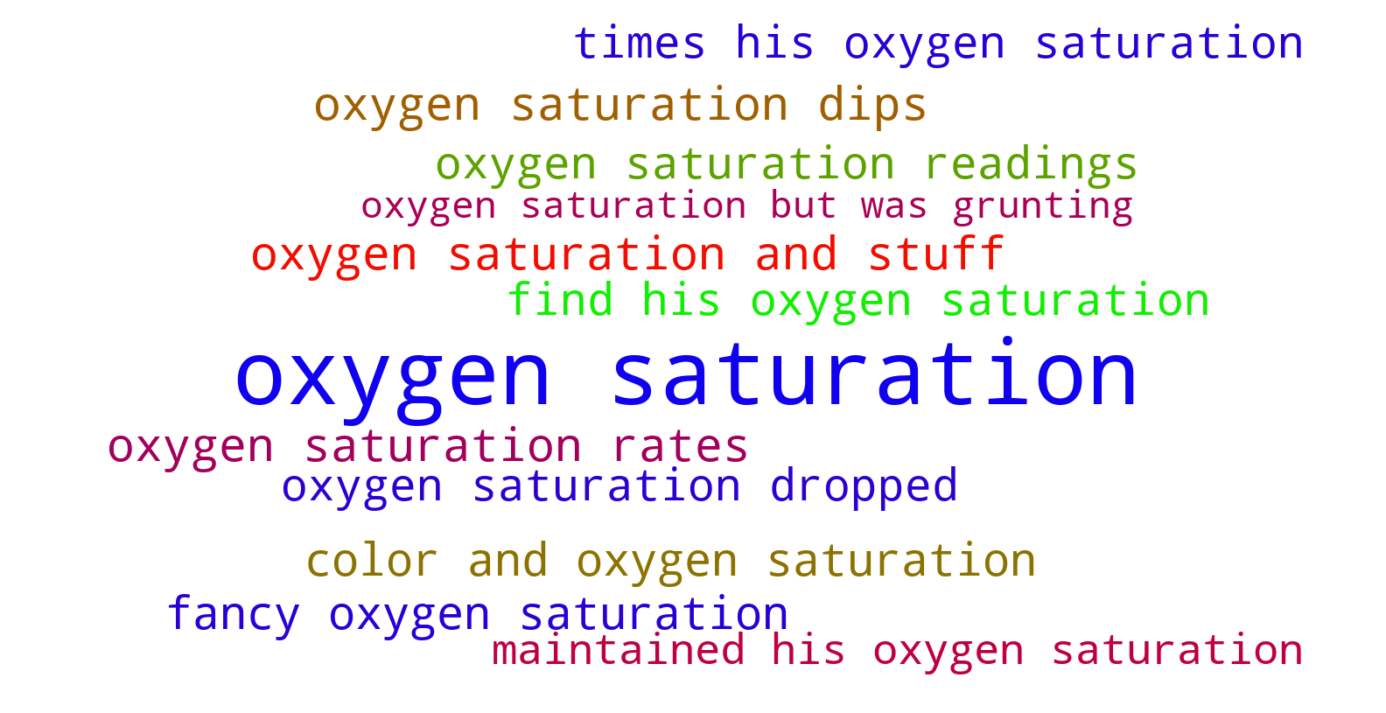 times his oxygen saturation
oxygen saturation dips
oxygen saturation readings
oxygen saturation but was grunting
oxygen saturation and stuff
find his oxygen saturation
oxygen saturation
oxygen saturation rates
oxygen saturation dropped
color and oxygen saturation
fancy oxygen saturation
maintained his oxygen saturation